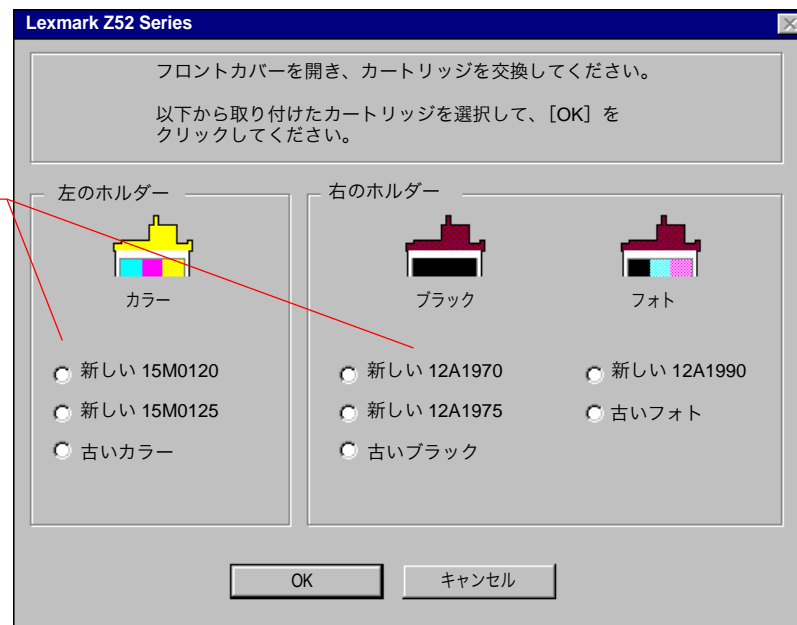 Lexmark Z52 Series
フロントカバーを開き、カートリッジを交換してください。
以下から取り付けたカートリッジを選択して、［OK］を
クリックしてください。
左のホルダー
カラー
新しい 15M0120
新しい 15M0125
古いカラー
右のホルダー
ブラック
フォト
新しい 12A1970
新しい 12A1990
新しい 12A1975
古いフォト
古いブラック
OK
キャンセル